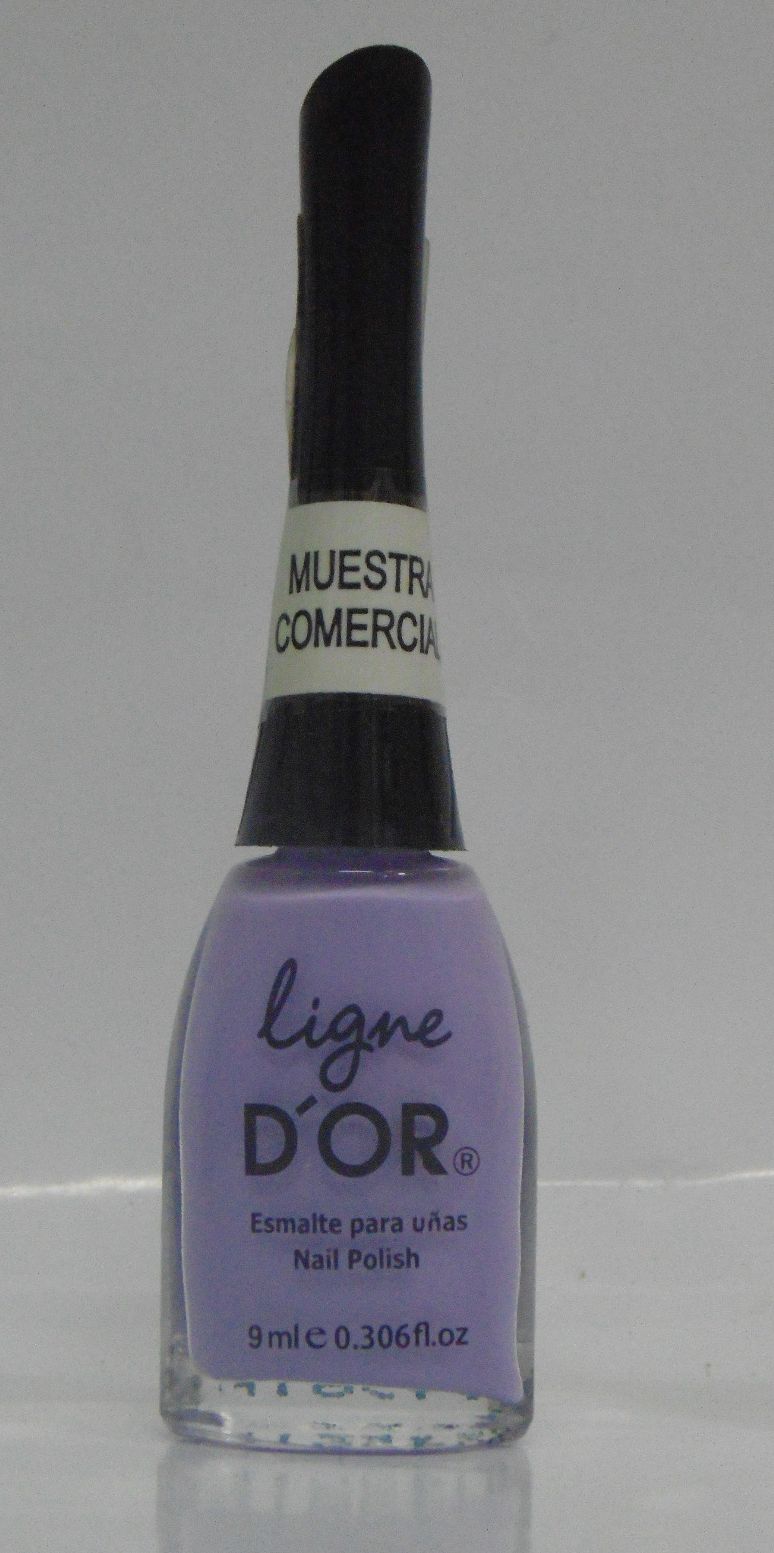 MUESTRA
COMERCIAL
ligne
D´OR®
Esmalte para uñas
Nail Polish
9ml e 0.306fl.oz